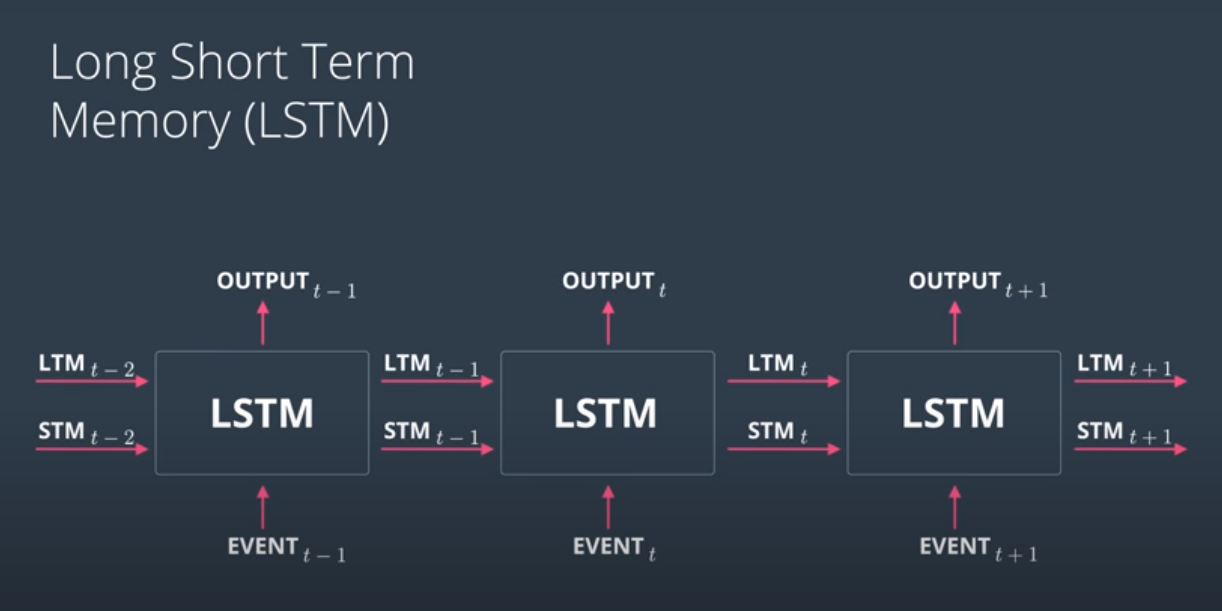 Long Short Term
Memory (LSTM)
OUTPUT t − 1 OUTPUT t OUTPUT t + 1
LTM t − 2 LTM t − 1 LTM t LTM t + 1
LSTM LSTM LSTM
STM t − 2 STM t − 1 STM t STM t + 1
EVENT t − 1 EVENT t EVENT t + 1